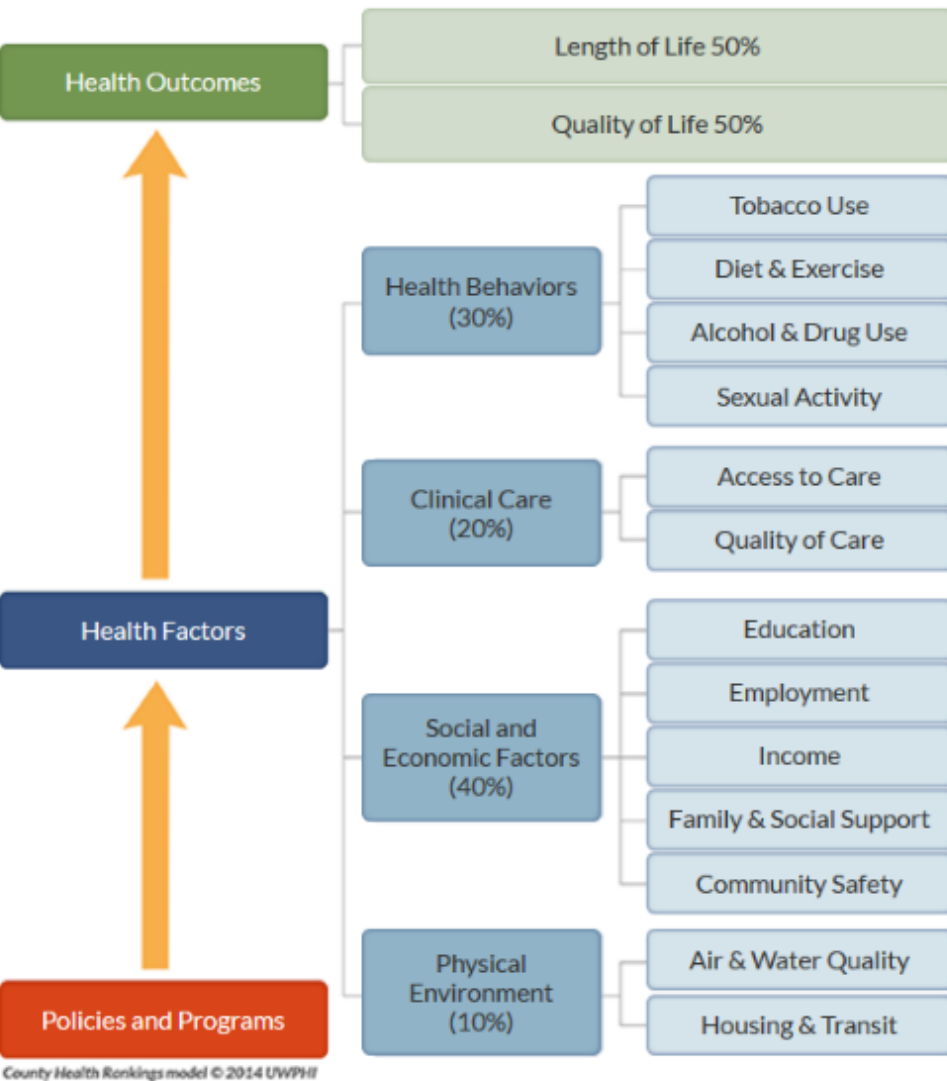 Health Outcomes
Length of Life 50%
Quality of Life 50%
Health Behaviors
(30%)
Tobacco Use
Diet & Exercise
Alcohol & Drug Use
Sexual Activity
Clinical Care
(20%)
Access to Care
Quality of Care
Health Factors
Social and
Economic Factors
(40%)
Education
Employment
Income
Family & Social Support
Community Safety
Physical
Environment
(10%)
Air & Water Quality
Housing & Transit
Policies and Programs
County Health Rankings model © 2014 UWPHI